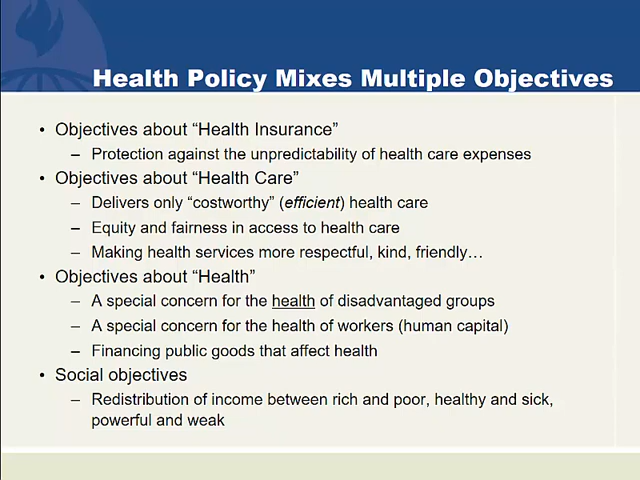 Health Policy Mixes Multiple Objectives
• Objectives about “Health Insurance”
– Protection against the unpredictability of health care expenses
• Objectives about “Health Care”
– Delivers only “costworthy” (efficient) health care
– Equity and fairness in access to health care
– Making health services more respectful, kind, friendly…
• Objectives about “Health”
– A special concern for the health of disadvantaged groups
– A special concern for the health of workers (human capital)
– Financing public goods that affect health
• Social objectives
– Redistribution of income between rich and poor, healthy and sick,
powerful and weak